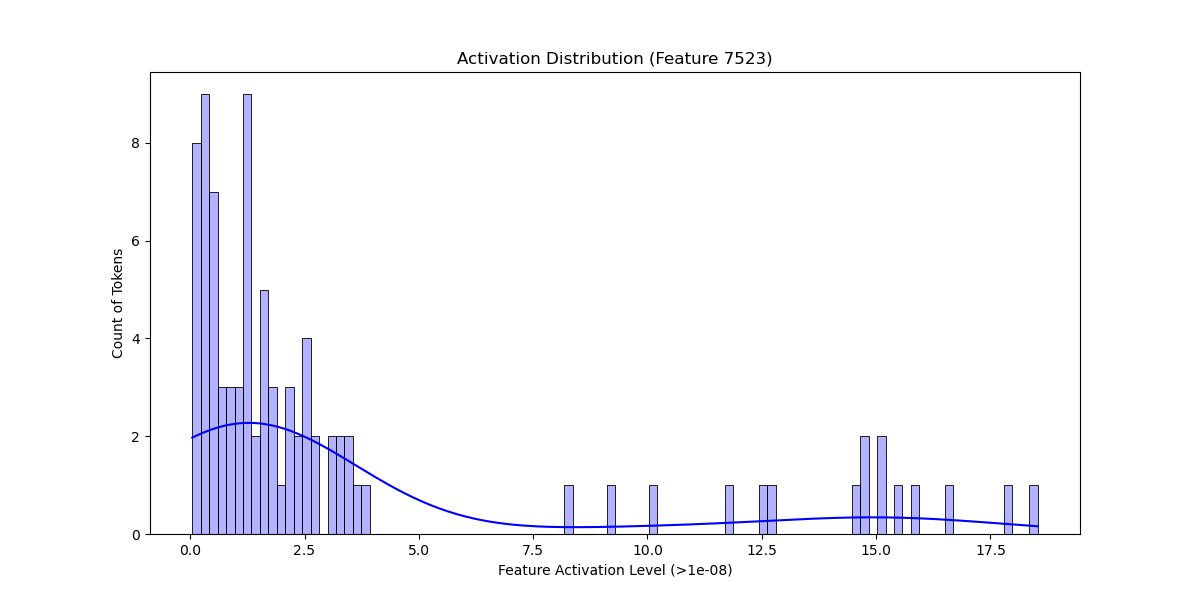 Activation Distribution (Feature 7523)
Count of Tokens
8
6
4
2
0
0.0 2.5 5.0 7.5 10.0 12.5 15.0 17.5
Feature Activation Level (>1e-08)